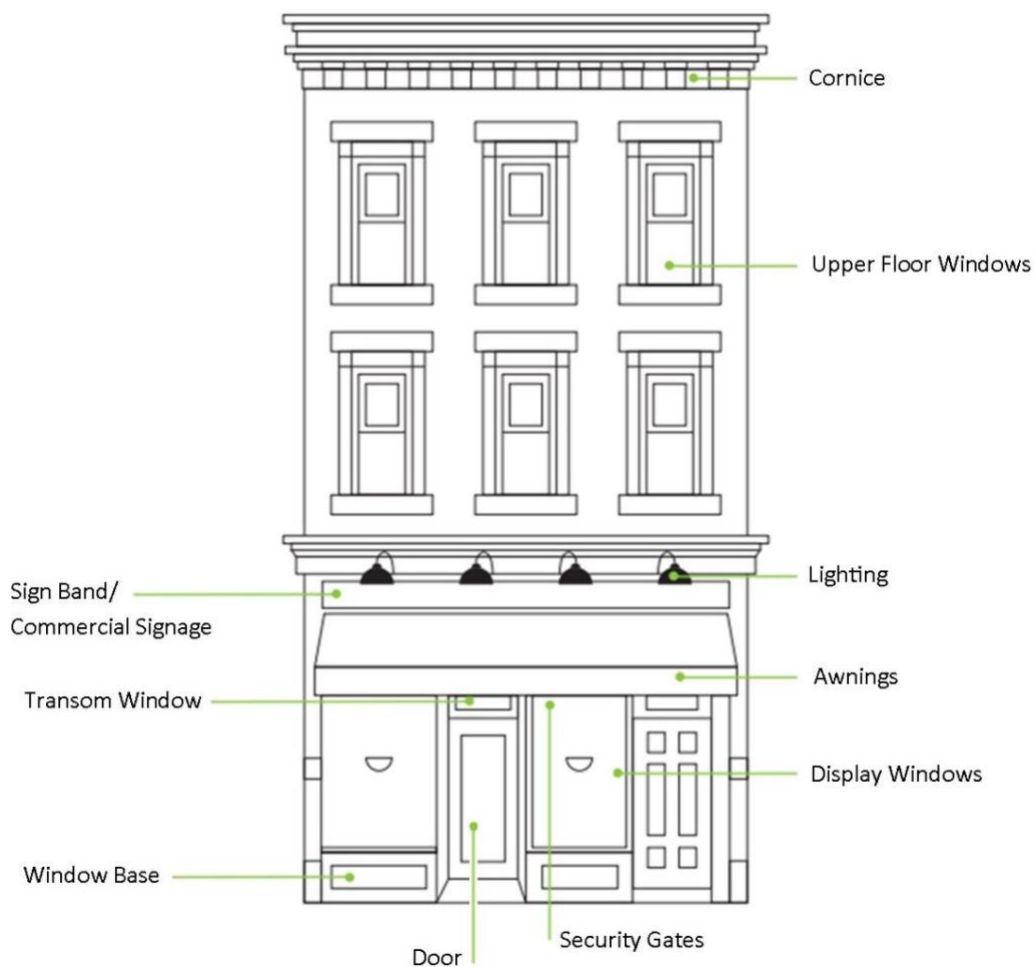 Cornice
Upper Floor Windows
Lighting
Sign Band/
Commercial Signage
Awnings
Transom Window
Display Windows
Window Base
Security Gates
Door